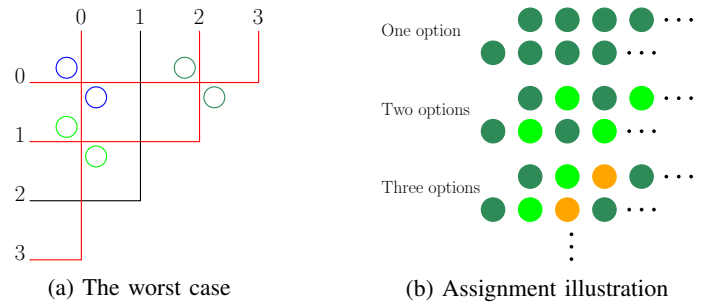 0 1 2 3
0
1
2
3
(a) The worst case
One option ···
···
Two options ···
···
Three options ···
···
⋮
(b) Assignment illustration